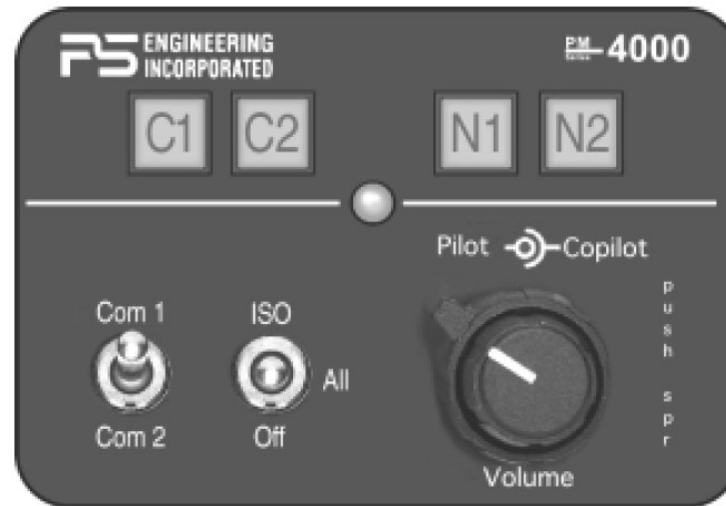 PS ENGINEERING
INCORPORATED
PM
Series
4000
C1 C2 N1 N2
Pilot Copilot
Com 1 ISO
All
Com 2 Off
push spr
Volume